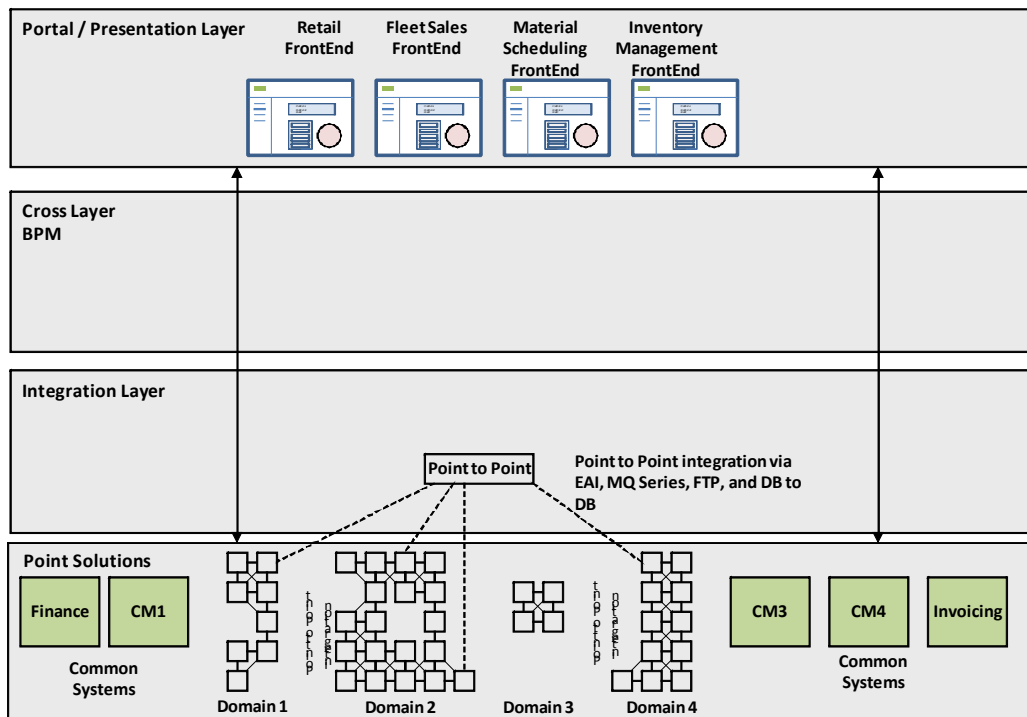 Portal / Presentation Layer
Retail
FrontEnd
Fleet Sales
FrontEnd
Material
Scheduling
FrontEnd
Inventory
Management
FrontEnd
Cross Layer
BPM
Integration Layer
Point to Point
Point to Point integration via
EAI, MQ Series, FTP, and DB to
DB
Point Solutions
Finance
CM1
CM3
CM4
Invoicing
Common
Systems
Common
Systems
Domain 1
Domain 2
Domain 3
Domain 4